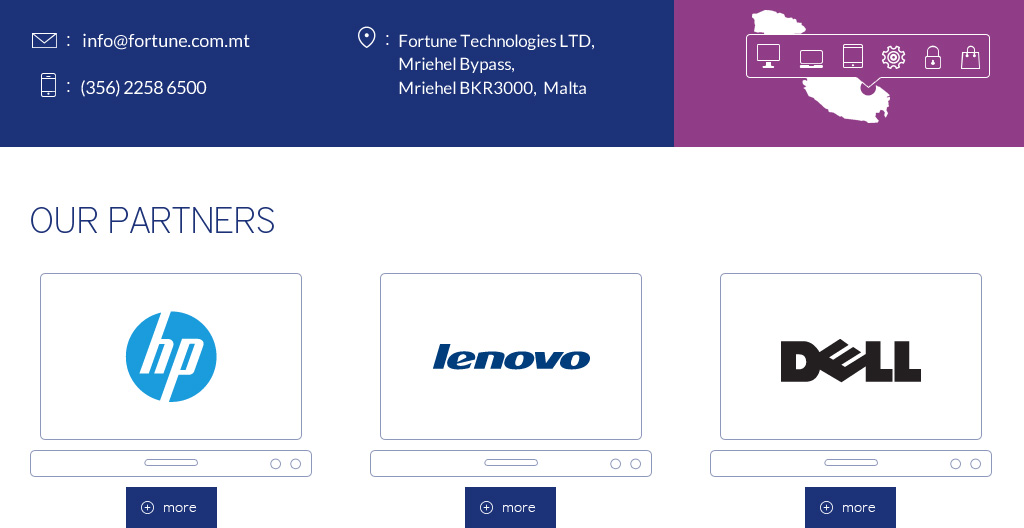 : info@fortune.com.mt
: (356) 2258 6500
: Fortune Technologies LTD,
Mriehel Bypass,
Mriehel BKR3000, Malta
OUR PARTNERS
hp
lenovo
DELL
more
more
more